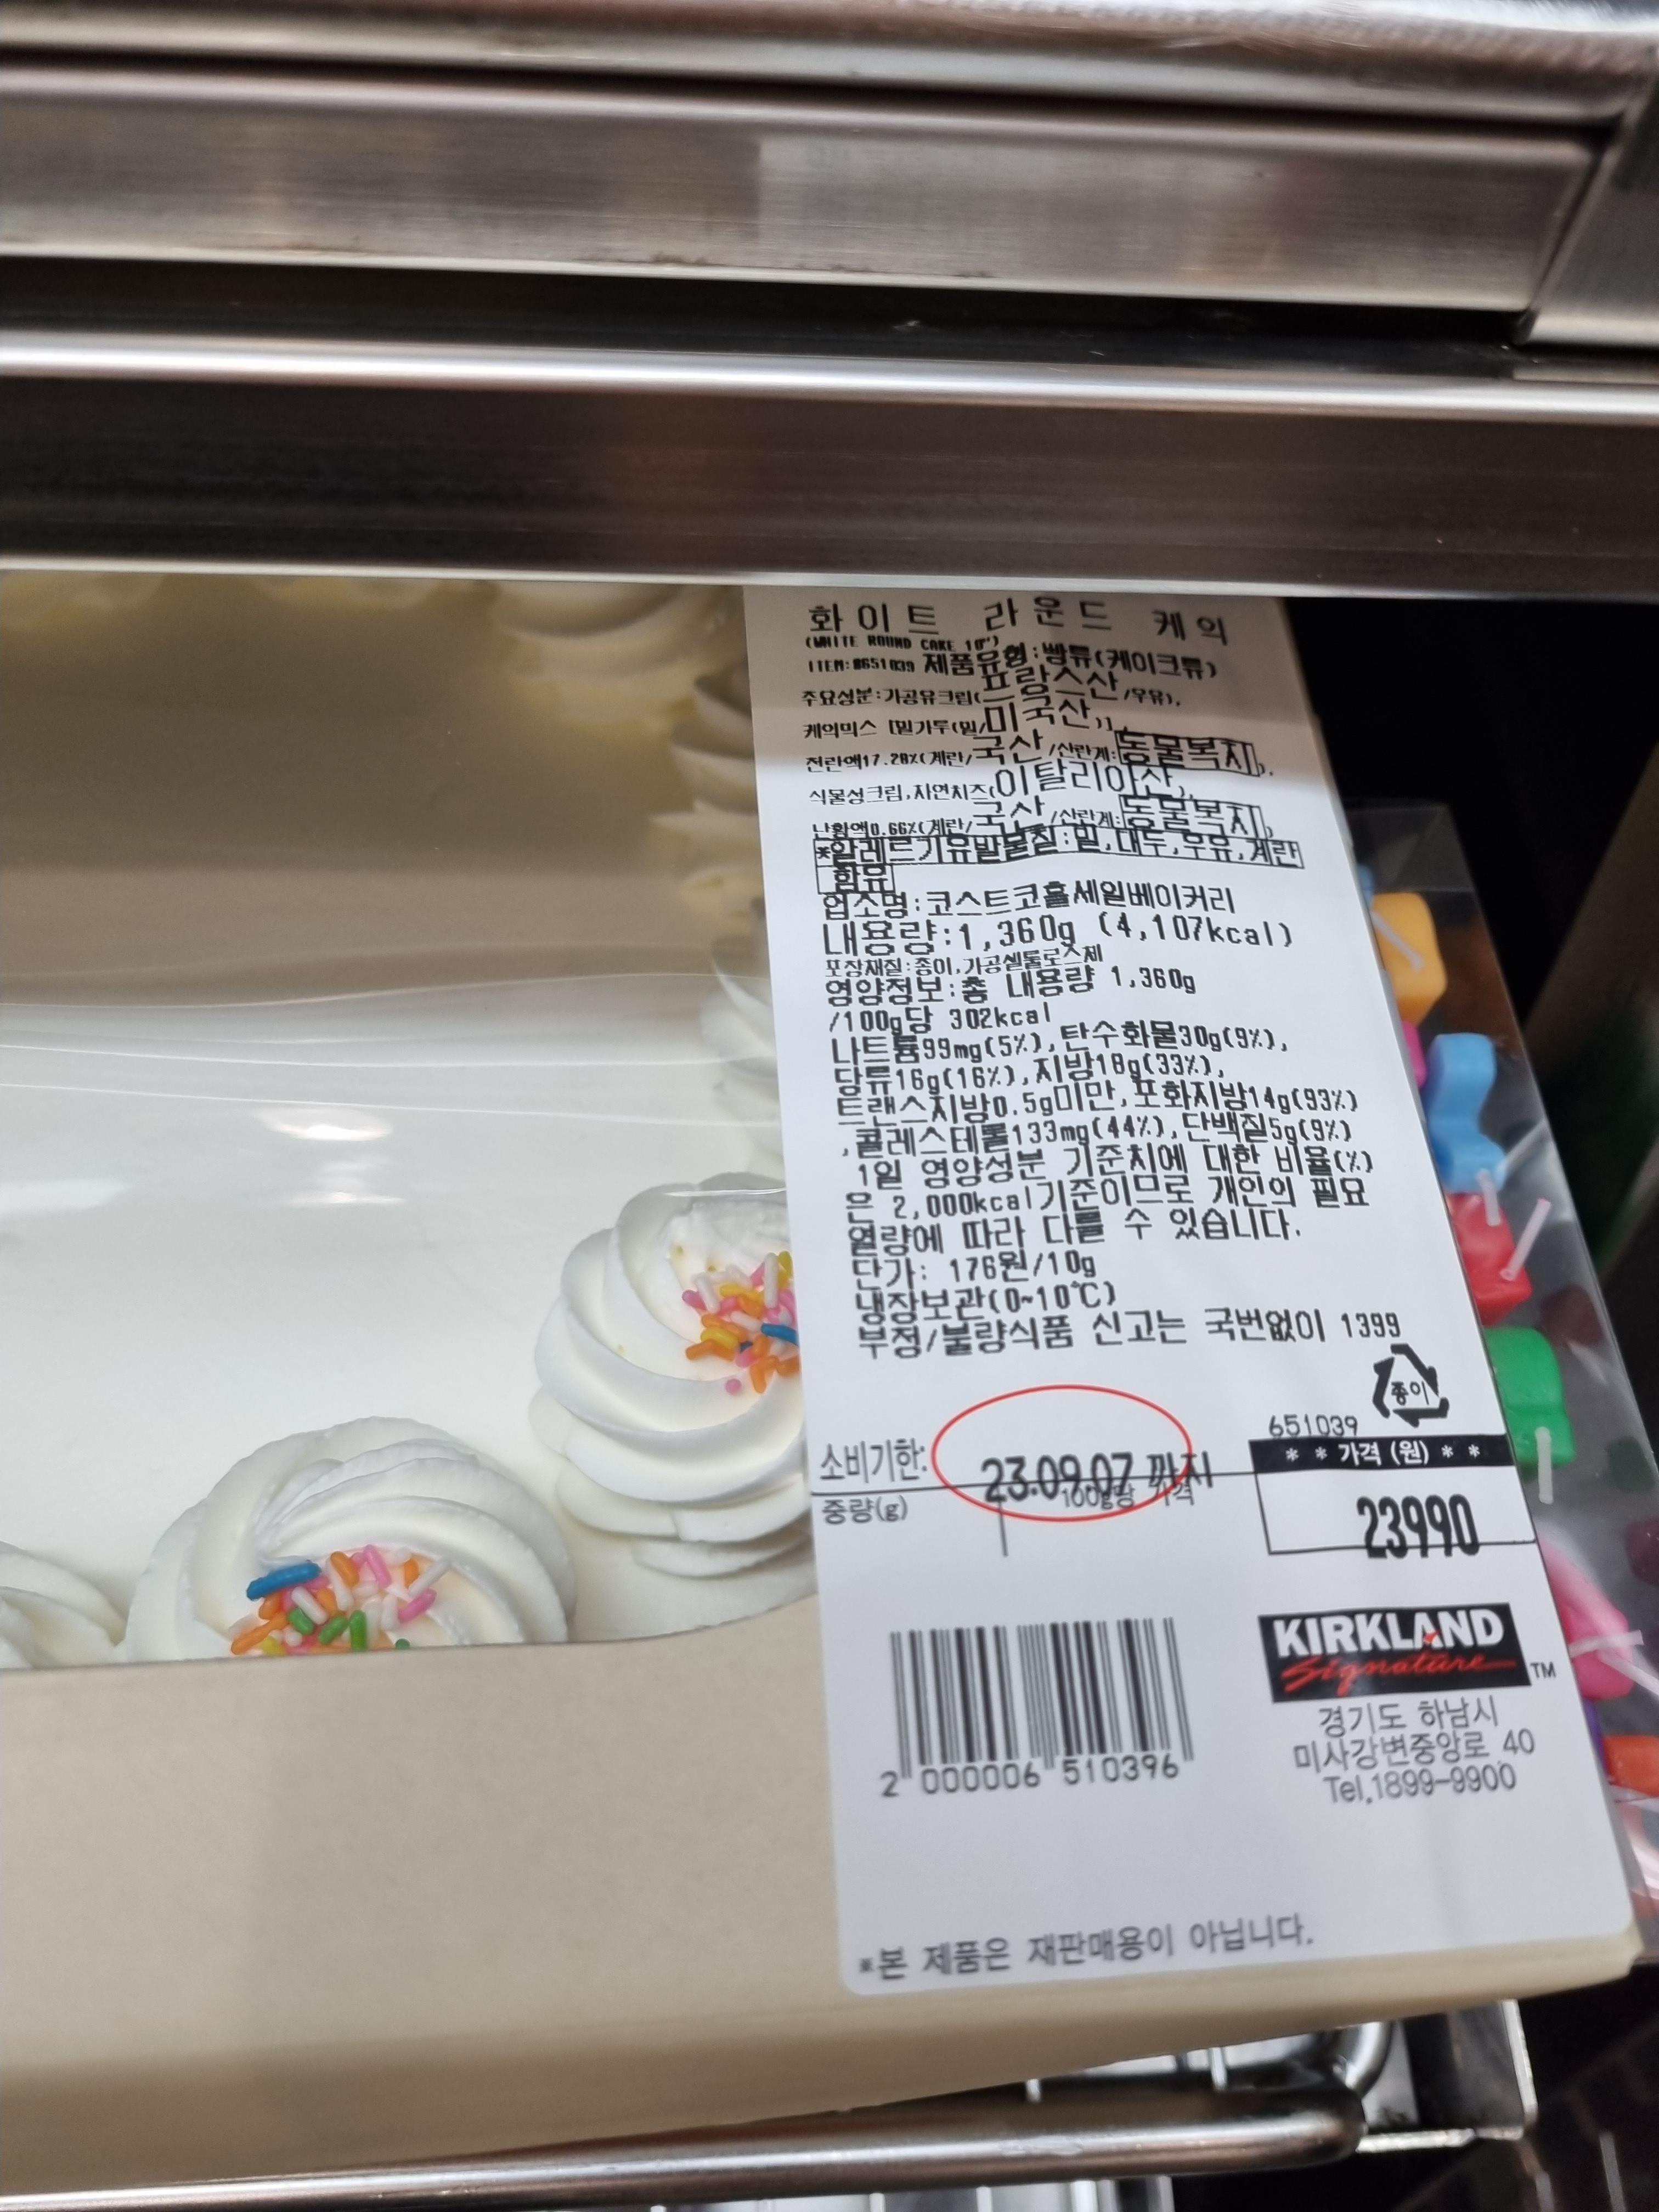 화이트 라운드 케익
(WHITE ROUND CAKE 10")
ITEM:#651039 제품유형:빵류(케이크류)
주요성분:가공유크림(프랑스산/우유),
케익믹스 [밀가루(밀/미국산)],
전란액17.28%(계란/국산/산란계:동물복지),
식물성크림,자연치즈(이탈리아산),
난황액0.66%(계란/국산/산란계:동물복지),
*알레르기유발물질:밀,대두,우유,계란
함유
업소명:코스트코홀세일베이커리
내용량:1,360g (4,107kcal)
포장재질:종이,가공셀룰로스제
영양정보:총 내용량 1,360g
/100g당 302kcal
나트륨99mg(5%),탄수화물30g(9%),
당류16g(16%),지방18g(33%),
트랜스지방0.5g미만,포화지방14g(93%)
,콜레스테롤133mg(44%),단백질5g(9%)
1일 영양성분 기준치에 대한 비율(%)
은 2,000kcal기준이므로 개인의 필요
열량에 따라 다를 수 있습니다.
단가: 176원/10g
냉장보관(0~10℃)
부정/불량식품 신고는 국번없이 1399
종이
651039
소비기한: 23.09.07 까지
* * 가격 (원) * *
중량(g) 100g당 가격
23990
2 000006 510396
KIRKLAND
Signature TM
경기도 하남시
미사강변중앙로 40
Tel.1899-9900
*본 제품은 재판매용이 아닙니다.